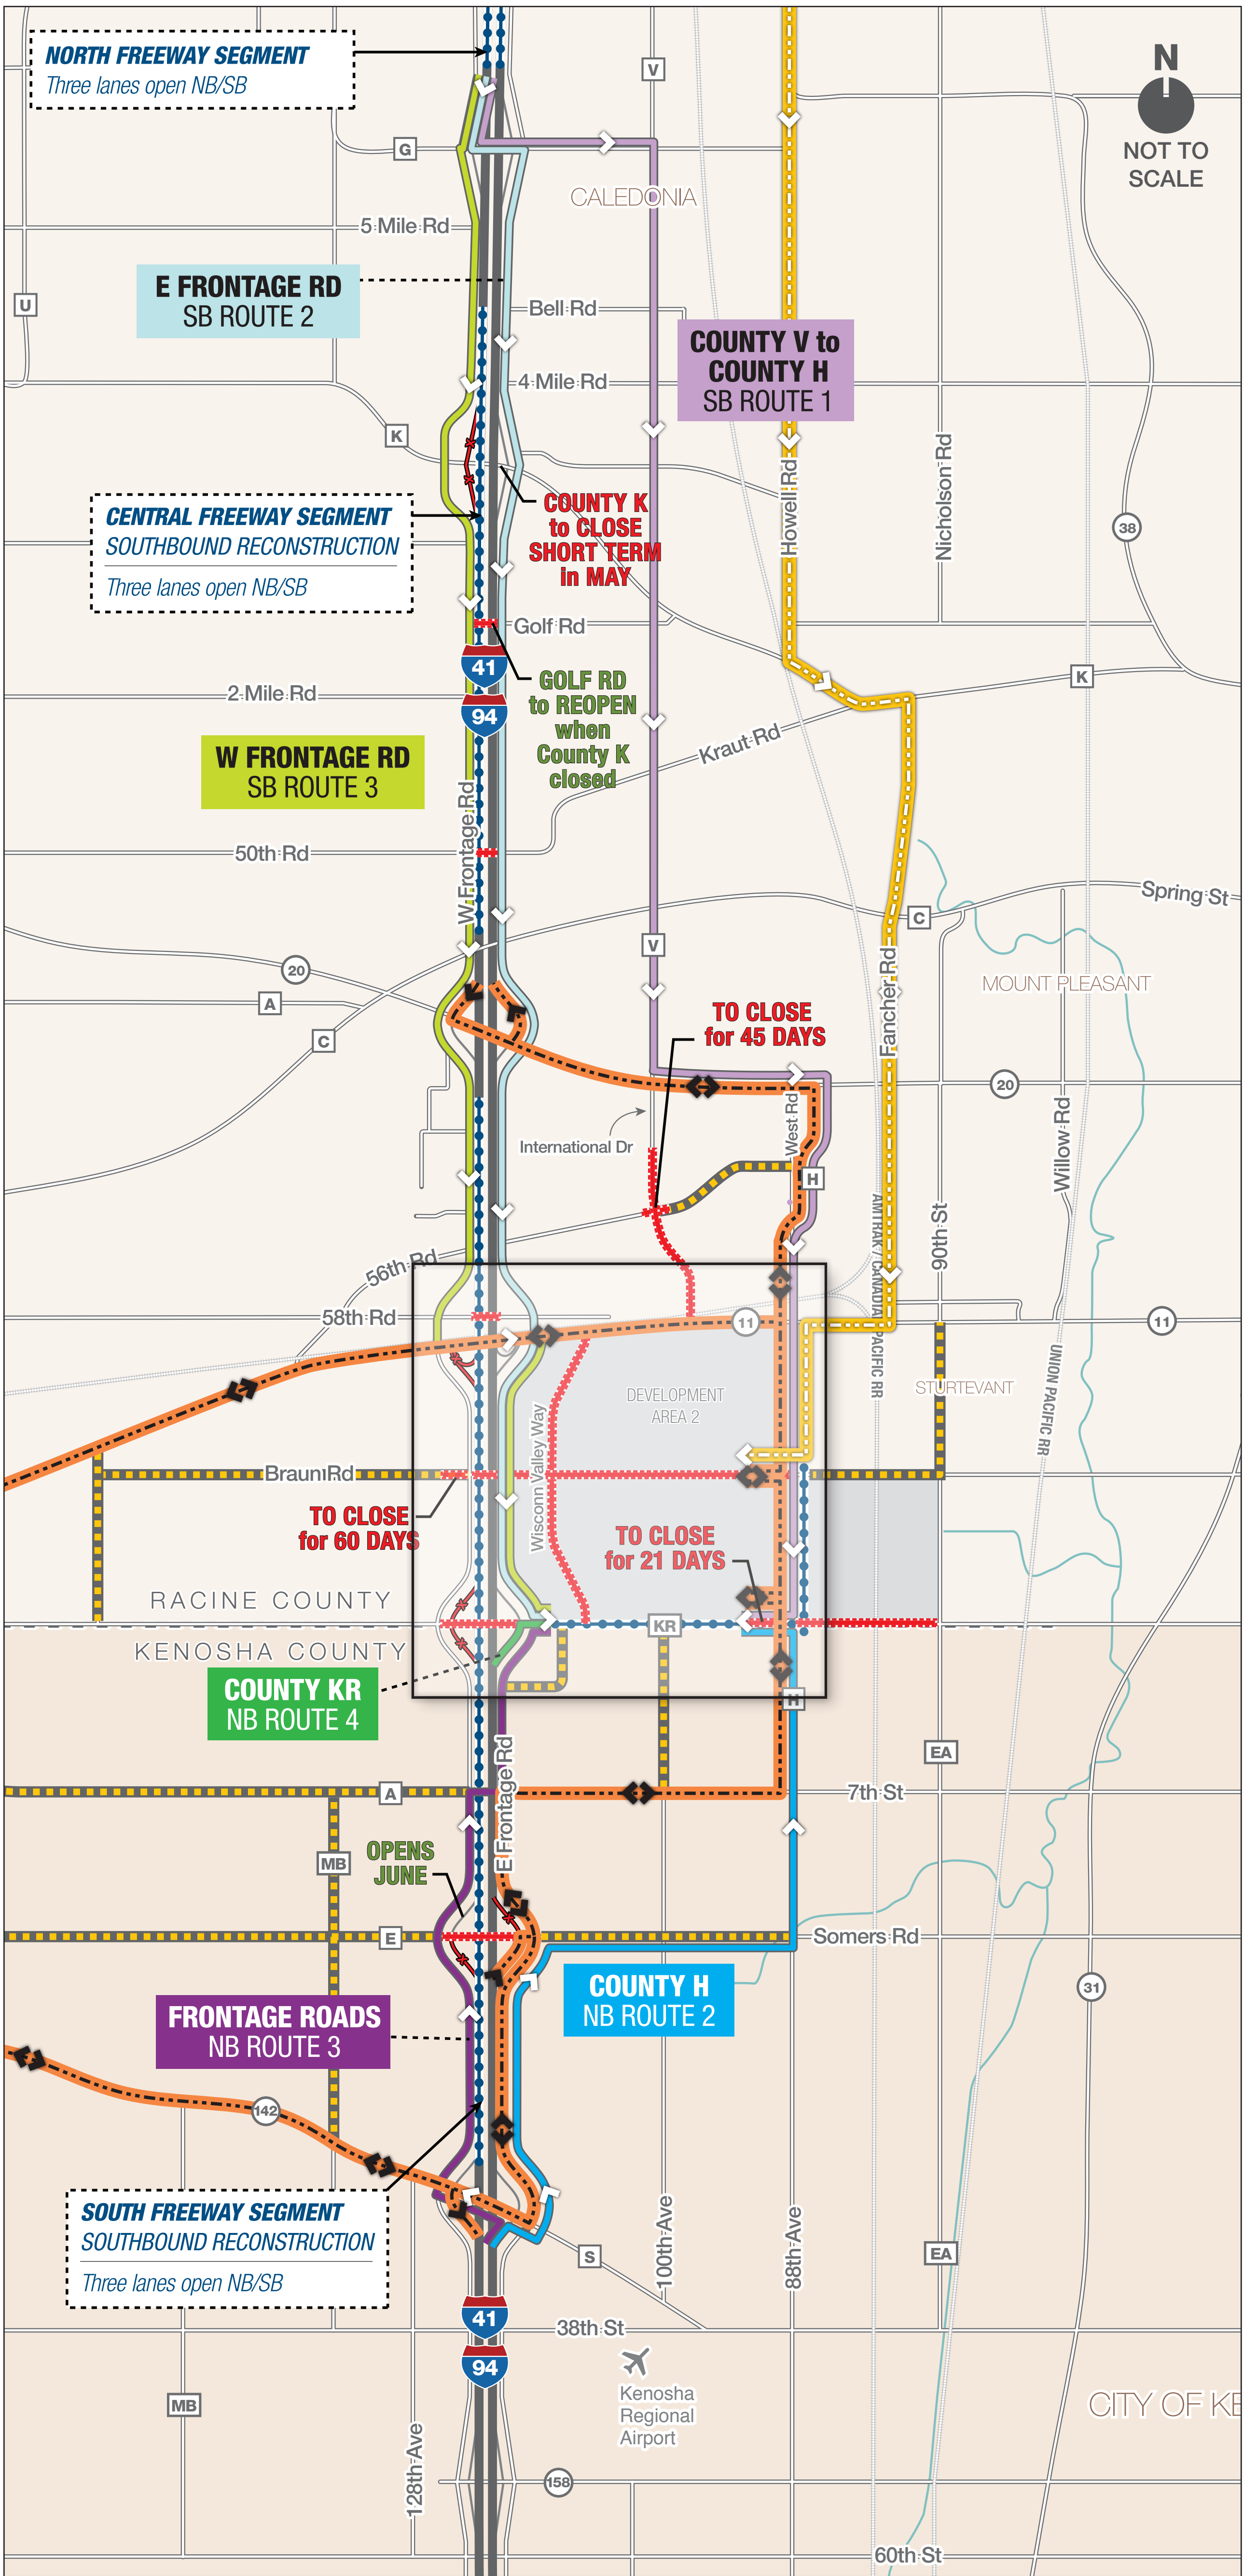 NORTH FREEWAY SEGMENT
Three lanes open NB/SB
V
N
NOT TO
SCALE
G
CALEDONIA
5 Mile Rd
E FRONTAGE RD
SB ROUTE 2
U
Bell Rd
COUNTY V to
COUNTY H
SB ROUTE 1
4 Mile Rd
K
Howell Rd
Nicholson Rd
38
COUNTY K
to CLOSE
SHORT TERM
in MAY
CENTRAL FREEWAY SEGMENT
SOUTHBOUND RECONSTRUCTION
Three lanes open NB/SB
Golf Rd
41
94
2 Mile Rd
GOLF RD
to REOPEN
when
County K
closed
K
Kraut Rd
W FRONTAGE RD
SB ROUTE 3
W Frontage Rd
50th Rd
Spring St
C
V
Fancher Rd
20
A
C
MOUNT PLEASANT
TO CLOSE
for 45 DAYS
20
International Dr
West Rd
Willow Rd
H
90th St
AMTRAK / CANADIAN PACIFIC RR
56th Rd
58th Rd
11
11
UNION PACIFIC RR
STURTEVANT
DEVELOPMENT
AREA 2
Wisconn Valley Way
Braun Rd
TO CLOSE
for 60 DAYS
TO CLOSE
for 21 DAYS
RACINE COUNTY
KR
KENOSHA COUNTY
COUNTY KR
NB ROUTE 4
H
EA
E Frontage Rd
A
7th St
MB
OPENS
JUNE
E
Somers Rd
COUNTY H
NB ROUTE 2
31
FRONTAGE ROADS
NB ROUTE 3
142
SOUTH FREEWAY SEGMENT
SOUTHBOUND RECONSTRUCTION
Three lanes open NB/SB
S
100th Ave
88th Ave
EA
41
38th St
94
Kenosha
Regional
Airport
MB
CITY OF KE
128th Ave
158
60th St